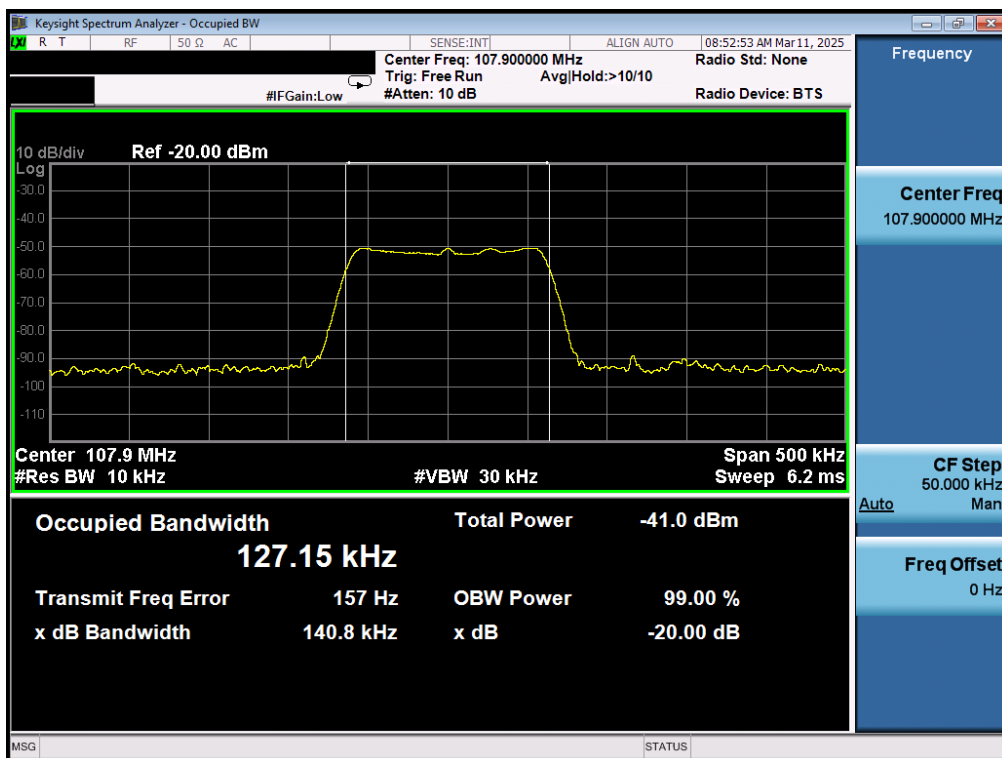 Keysight Spectrum Analyzer - Occupied BW
LXI R T RF 50 Ω AC SENSE:INT ALIGN AUTO 08:52:53 AM Mar 11, 2025
Center Freq: 107.900000 MHz Radio Std: None
Trig: Free Run Avg|Hold:>10/10
#IFGain:Low #Atten: 10 dB Radio Device: BTS
10 dB/div Ref -20.00 dBm
Log
-30.0
-40.0
-50.0
-60.0
-70.0
-80.0
-90.0
-100
-110
Center 107.9 MHz Span 500 kHz
#Res BW 10 kHz #VBW 30 kHz Sweep 6.2 ms
Occupied Bandwidth Total Power -41.0 dBm
127.15 kHz
Transmit Freq Error 157 Hz OBW Power 99.00 %
x dB Bandwidth 140.8 kHz x dB -20.00 dB
MSG STATUS
Frequency
Center Freq
107.900000 MHz
CF Step
50.000 kHz
Auto Man
Freq Offset
0 Hz